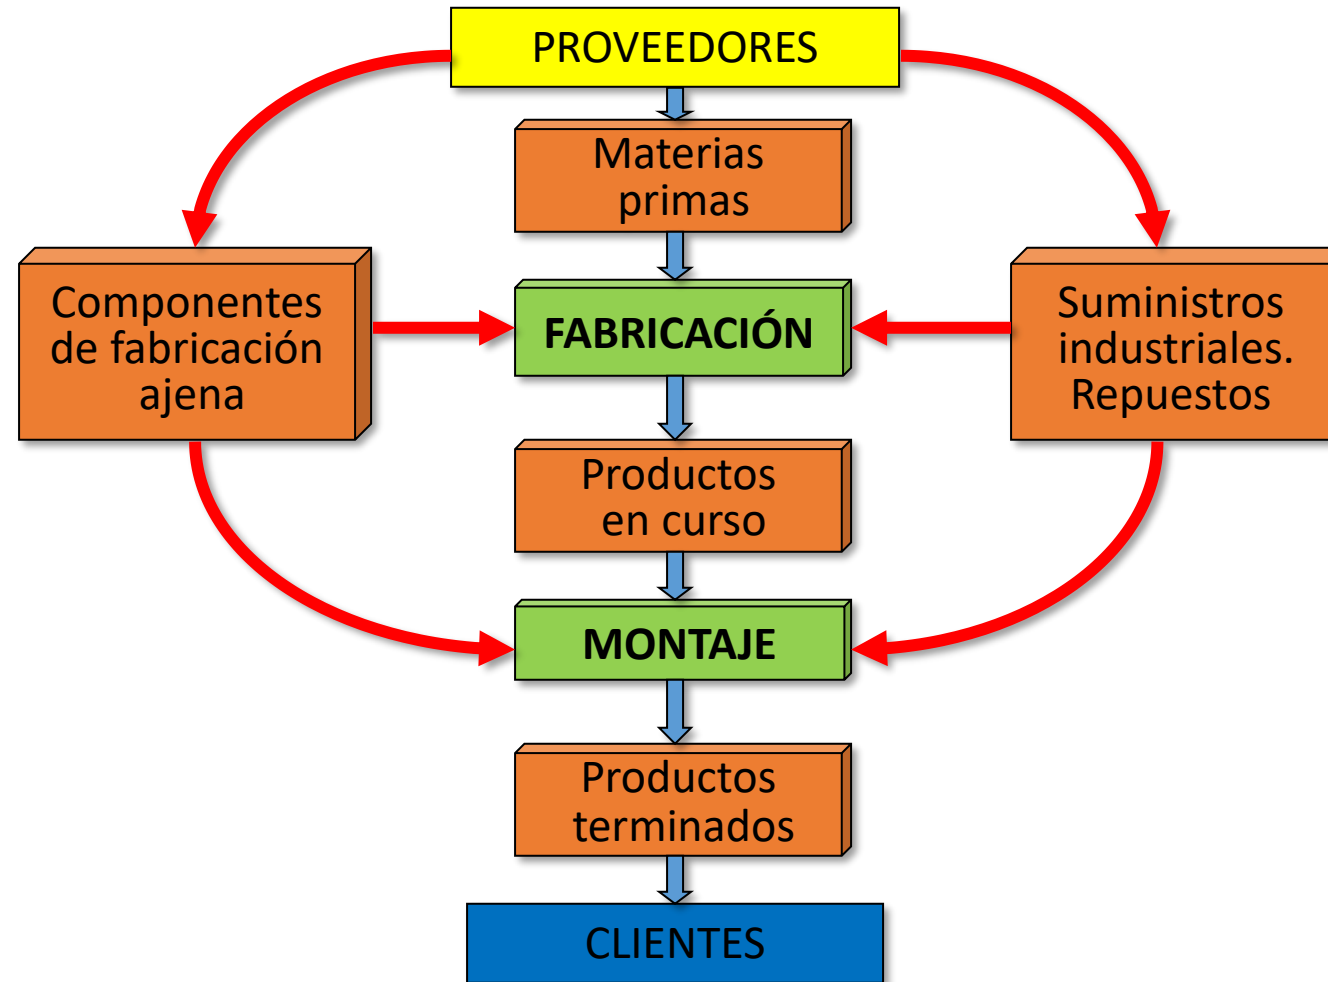 PROVEEDORES
Materias
primas
Componentes
de fabricación
ajena
FABRICACIÓN
Suministros
industriales.
Repuestos
Productos
en curso
MONTAJE
Productos
terminados
CLIENTES